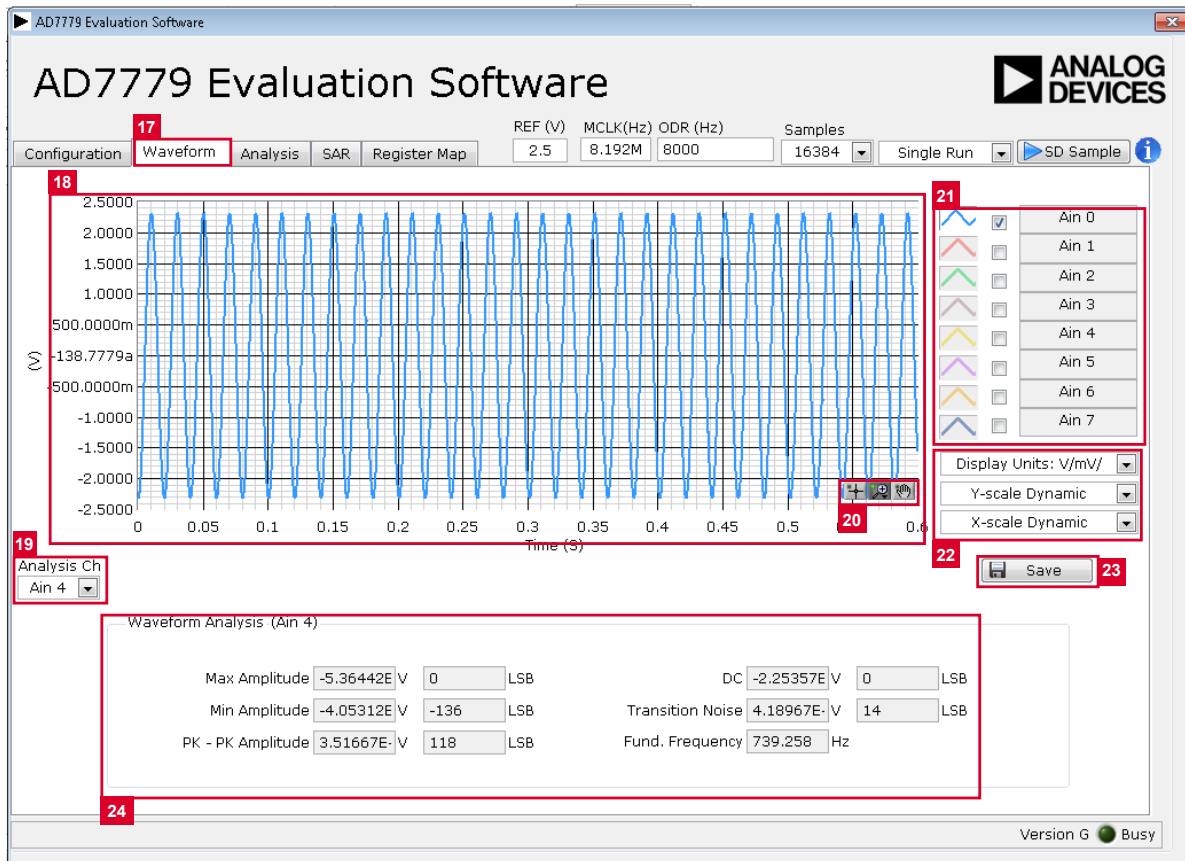 AD7779 Evaluation Software
AD7779 Evaluation Software
ANALOG
DEVICES
17
REF (V) MCLK(Hz) ODR (Hz) Samples
Configuration Waveform Analysis SAR Register Map 2.5 8.192M 8000 16384 Single Run SD Sample i
18
21
2.5000
2.0000
1.5000
1.0000
500.0000m
-138.7779a
-500.0000m
-1.0000
-1.5000
-2.0000
-2.5000
(V)
0 0.05 0.1 0.15 0.2 0.25 0.3 0.35 0.4 0.45 0.5 0.6
Time (S)
20
Ain 0
Ain 1
Ain 2
Ain 3
Ain 4
Ain 5
Ain 6
Ain 7
Display Units: V/mV/
Y-scale Dynamic
X-scale Dynamic
22
19
Analysis Ch
Ain 4
Save 23
Waveform Analysis (Ain 4)
Max Amplitude -5.36442E V 0 LSB DC -2.25357E V 0 LSB
Min Amplitude -4.05312E V -136 LSB Transition Noise 4.18967E- V 14 LSB
PK - PK Amplitude 3.51667E- V 118 LSB Fund. Frequency 739.258 Hz
24
Version G Busy